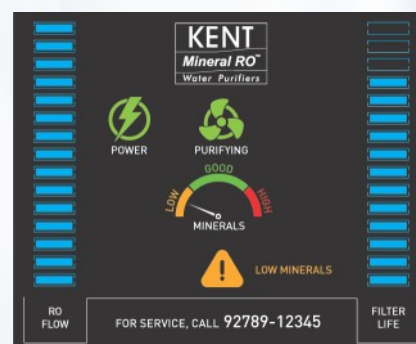 KENT
Mineral RO™
Water Purifiers
POWER
PURIFYING
LOW
GOOD
HIGH
MINERALS
LOW MINERALS
RO
FLOW
FOR SERVICE, CALL 92789-12345
FILTER
LIFE